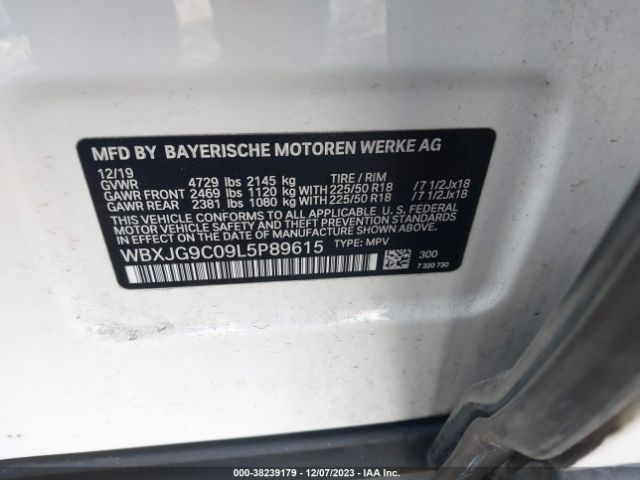 MFD BY BAYERISCHE MOTOREN WERKE AG
12/19
GVWR 4729 lbs 2145 kg TIRE / RIM
GAWR FRONT 2469 lbs 1120 kg WITH 225/50 R18 /7 1/2Jx18
GAWR REAR 2381 lbs 1080 kg WITH 225/50 R18 /7 1/2Jx18
THIS VEHICLE CONFORMS TO ALL APPLICABLE U. S. FEDERAL
MOTOR VEHICLE SAFETY AND THEFT PREVENTION STANDARDS
IN EFFECT ON THE DATE OF MANUFACTURE SHOWN ABOVE.
WBXJG9C09L5P89615 TYPE: MPV 300
7 320 730
000-38239179 - 12/07/2023 - IAA Inc.